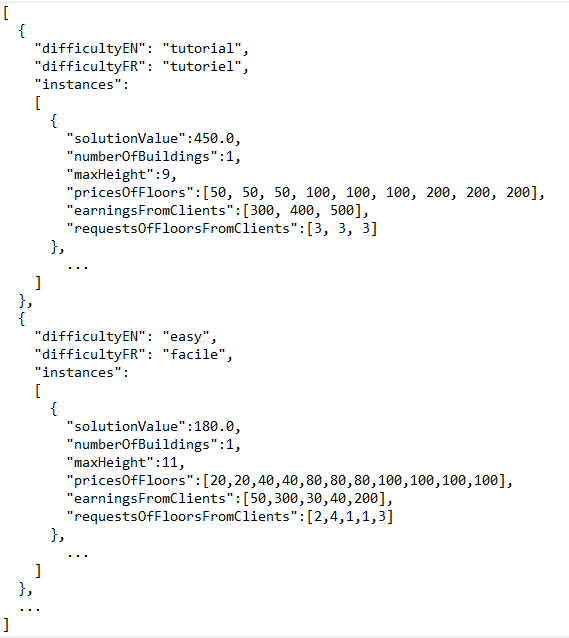 [
  {
    "difficultyEN": "tutorial",
    "difficultyFR": "tutoriel",
    "instances":
    [
      {
        "solutionValue":450.0,
        "numberOfBuildings":1,
        "maxHeight":9,
        "pricesOfFloors":[50, 50, 50, 100, 100, 100, 200, 200, 200],
        "earningsFromClients":[300, 400, 500],
        "requestsOfFloorsFromClients":[3, 3, 3]
      },
        ...
    ]
  },
  {
    "difficultyEN": "easy",
    "difficultyFR": "facile",
    "instances":
    [
      {
        "solutionValue":180.0,
        "numberOfBuildings":1,
        "maxHeight":11,
        "pricesOfFloors":[20,20,40,40,80,80,80,100,100,100,100],
        "earningsFromClients":[50,300,30,40,200],
        "requestsOfFloorsFromClients":[2,4,1,1,3]
      },
        ...
    ]
  },
  ...
]